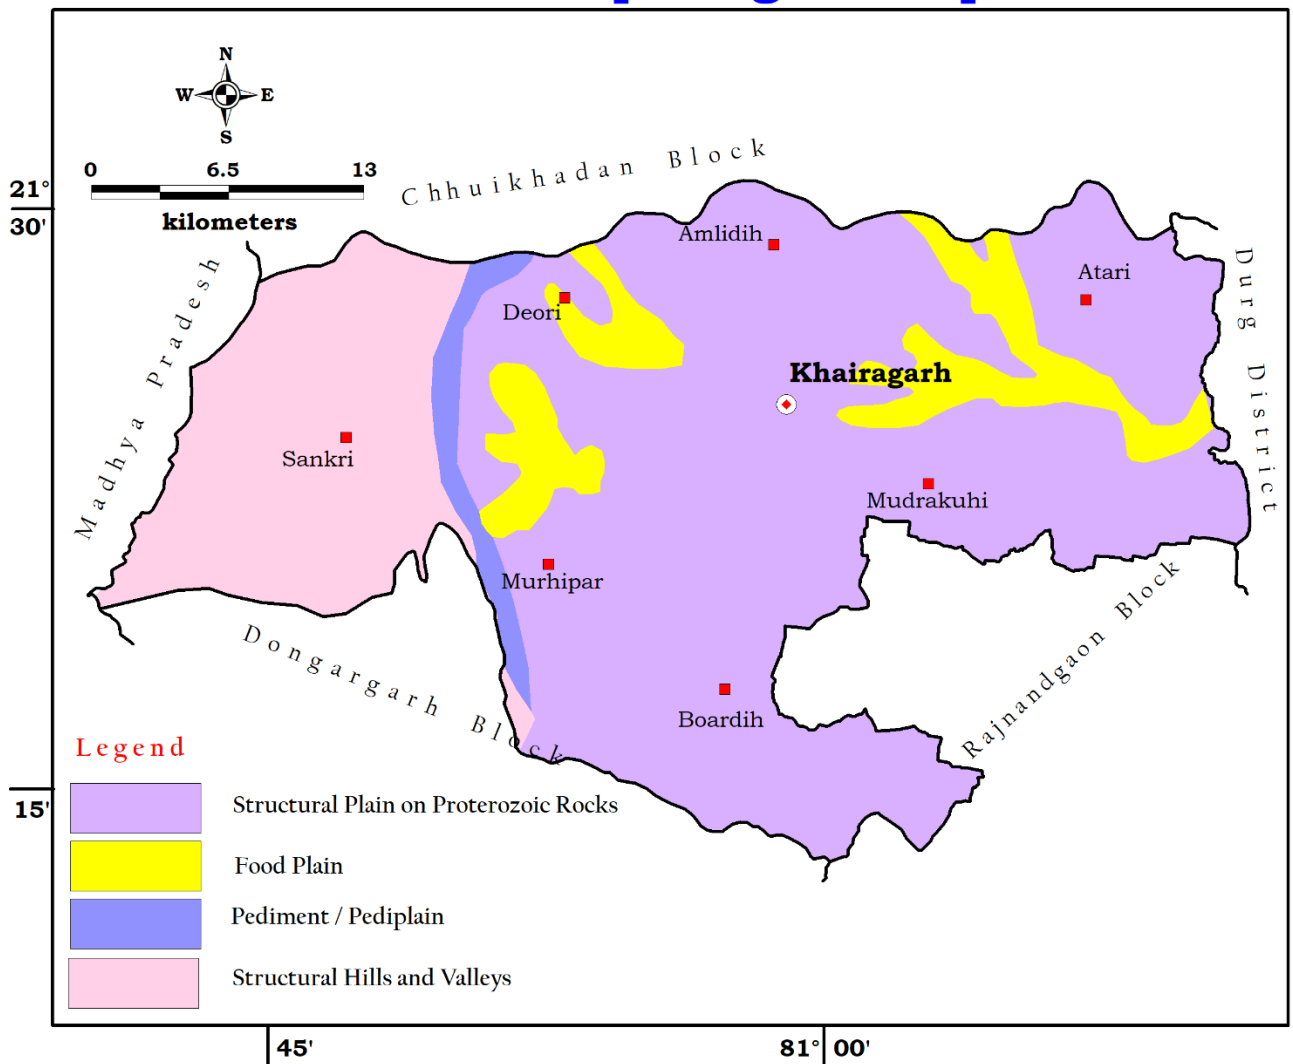 N
W E
S
0 6.5 13
kilometers
21°
30'
15'
45'
81° 00'
Chhuikhadan Block
Madhya Pradesh
Durg District
Dongargarh Block
Rajnandgaon Block
Amlidih
Atari
Deori
Khairagarh
Sankri
Mudrakuhi
Murhipar
Boardih
Legend
Structural Plain on Proterozoic Rocks
Food Plain
Pediment / Pediplain
Structural Hills and Valleys